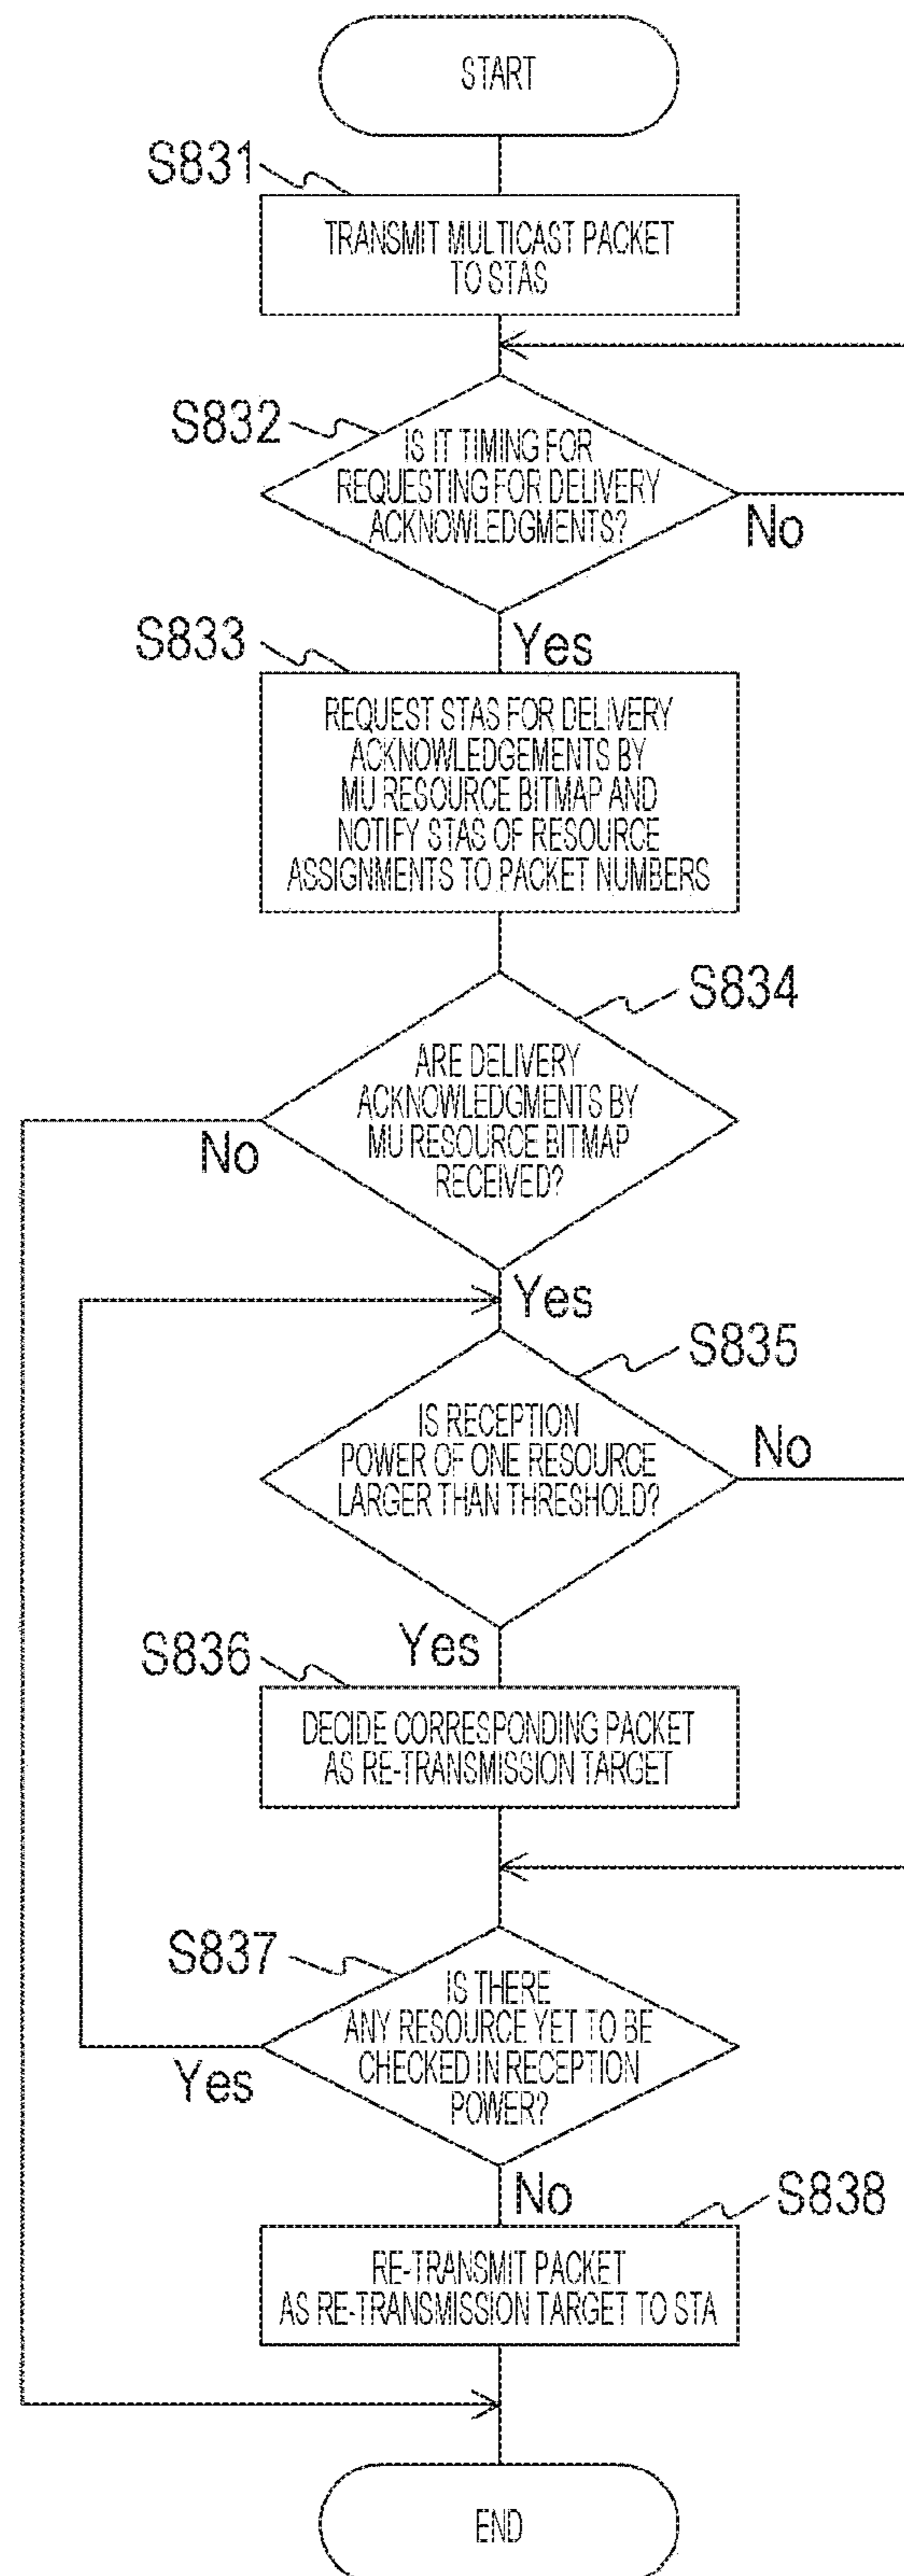 START
S831
TRANSMIT MULTICAST PACKET
TO STAS
S832
IS IT TIMING FOR
REQUESTING FOR DELIVERY
ACKNOWLEDGMENTS?
No
Yes
S833
REQUEST STAS FOR DELIVERY
ACKNOWLEDGEMENTS BY
MU RESOURCE BITMAP AND
NOTIFY STAS OF RESOURCE
ASSIGNMENTS TO PACKET NUMBERS
S834
ARE DELIVERY
ACKNOWLEDGMENTS BY
MU RESOURCE BITMAP
RECEIVED?
No
Yes
S835
IS RECEPTION
POWER OF ONE RESOURCE
LARGER THAN THRESHOLD?
No
Yes
S836
DECIDE CORRESPONDING PACKET
AS RE-TRANSMISSION TARGET
S837
IS THERE
ANY RESOURCE YET TO BE
CHECKED IN RECEPTION
POWER?
Yes
No
S838
RE-TRANSMIT PACKET
AS RE-TRANSMISSION TARGET TO STA
END